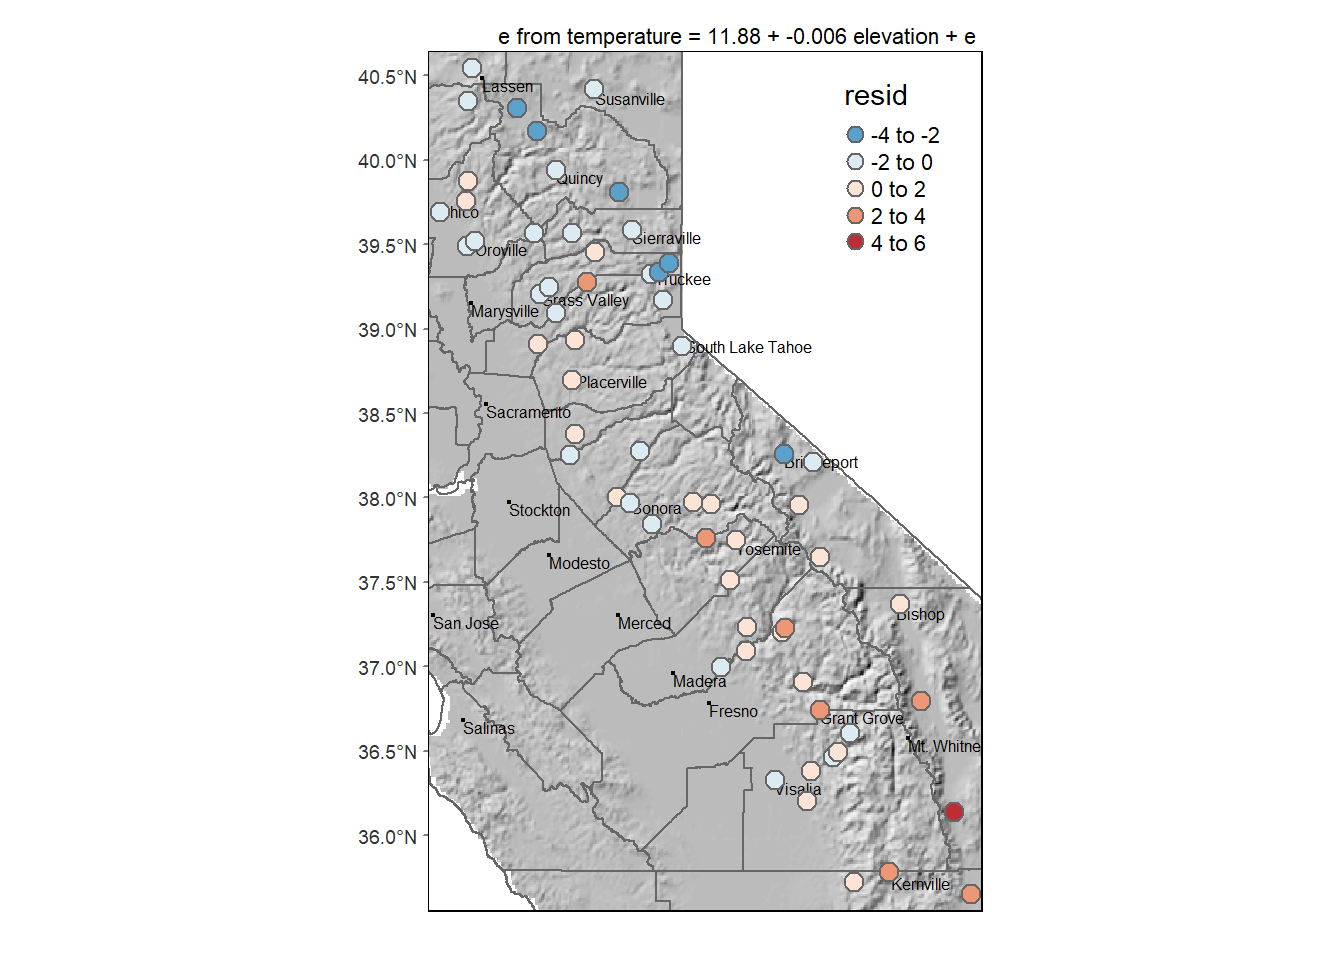 e from temperature = 11.88 + -0.006 elevation + e
resid
-4 to -2
-2 to 0
0 to 2
2 to 4
4 to 6
40.5°N
40.0°N
39.5°N
39.0°N
38.5°N
38.0°N
37.5°N
37.0°N
36.5°N
36.0°N
Lassen
Susanville
Quincy
hico
Sierraville
Oroville
Truckee
Grass Valley
Marysville
South Lake Tahoe
Placerville
Sacramento
Bridgeport
Sonora
Stockton
Yosemite
Modesto
Bishop
San Jose
Merced
Madera
Fresno
Grant Grove
Salinas
Mt. Whitne
Visalia
Kernville